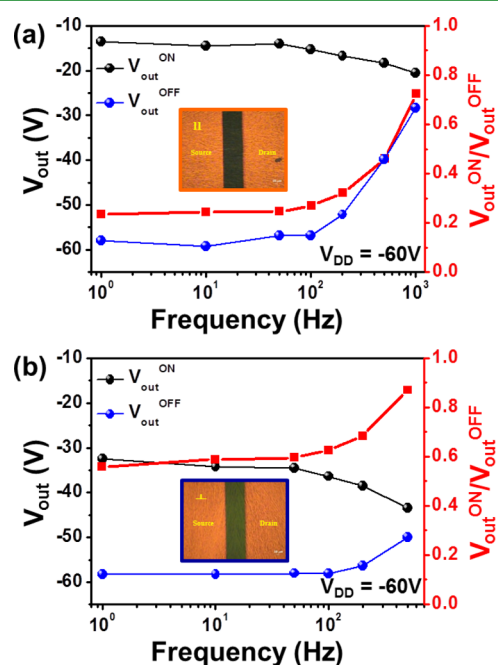 (a)
V_out^ON
V_out^OFF
II
Source Drain
V_DD = -60V
-10
-20
-30
-40
-50
-60
V_out (V)
1.0
0.8
0.6
0.4
0.2
0.0
V_out^ON/V_out^OFF
10^0 10^1 10^2 10^3
Frequency (Hz)
(b)
V_out^ON
V_out^OFF
⊥
Source Drain
V_DD = -60V
-10
-20
-30
-40
-50
-60
V_out (V)
1.0
0.8
0.6
0.4
0.2
0.0
V_out^ON/V_out^OFF
10^0 10^1 10^2
Frequency (Hz)